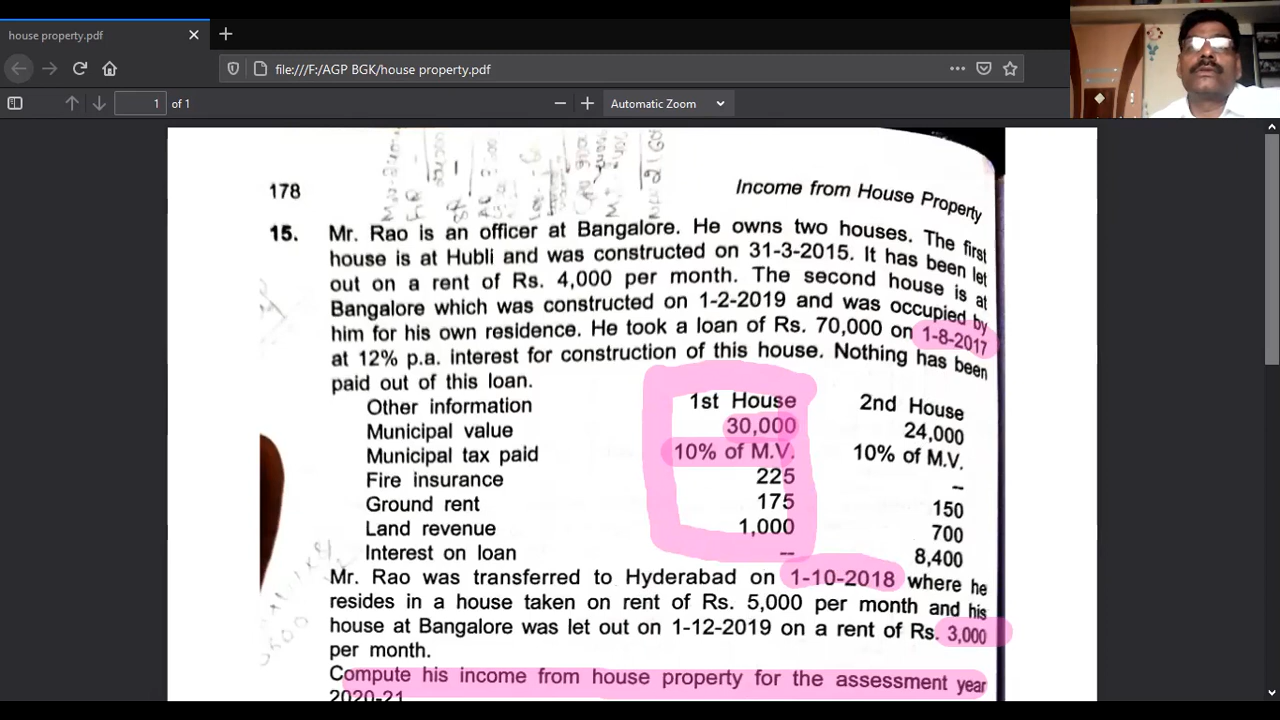 house property.pdf
file:///F:/AGP BGK/house property.pdf
1 of 1
Automatic Zoom
178
Income from House Property
15. Mr. Rao is an officer at Bangalore. He owns two houses. The first
house is at Hubli and was constructed on 31-3-2015. It has been let
out on a rent of Rs. 4,000 per month. The second house is at
Bangalore which was constructed on 1-2-2019 and was occupied by
him for his own residence. He took a loan of Rs. 70,000 on 1-8-2017
at 12% p.a. interest for construction of this house. Nothing has been
paid out of this loan.
Other information 1st House 2nd House
Municipal value 30,000 24,000
Municipal tax paid 10% of M.V. 10% of M.V.
Fire insurance 225 --
Ground rent 175 150
Land revenue 1,000 700
Interest on loan -- 8,400
Mr. Rao was transferred to Hyderabad on 1-10-2018 where he
resides in a house taken on rent of Rs. 5,000 per month and his
house at Bangalore was let out on 1-12-2019 on a rent of Rs. 3,000
per month.
Compute his income from house property for the assessment year
2020-21